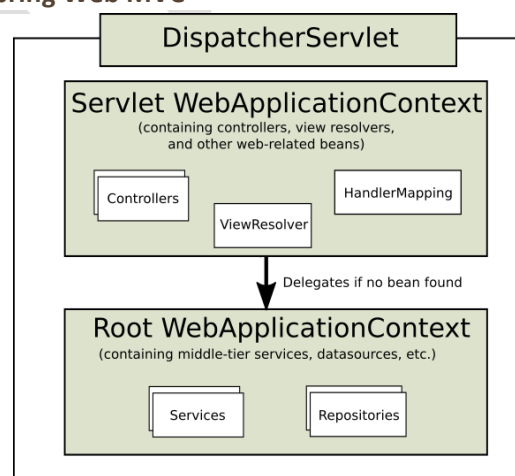 DispatcherServlet
Servlet WebApplicationContext
(containing controllers, view resolvers,
and other web-related beans)
Controllers
HandlerMapping
ViewResolver
Delegates if no bean found
Root WebApplicationContext
(containing middle-tier services, datasources, etc.)
Services
Repositories